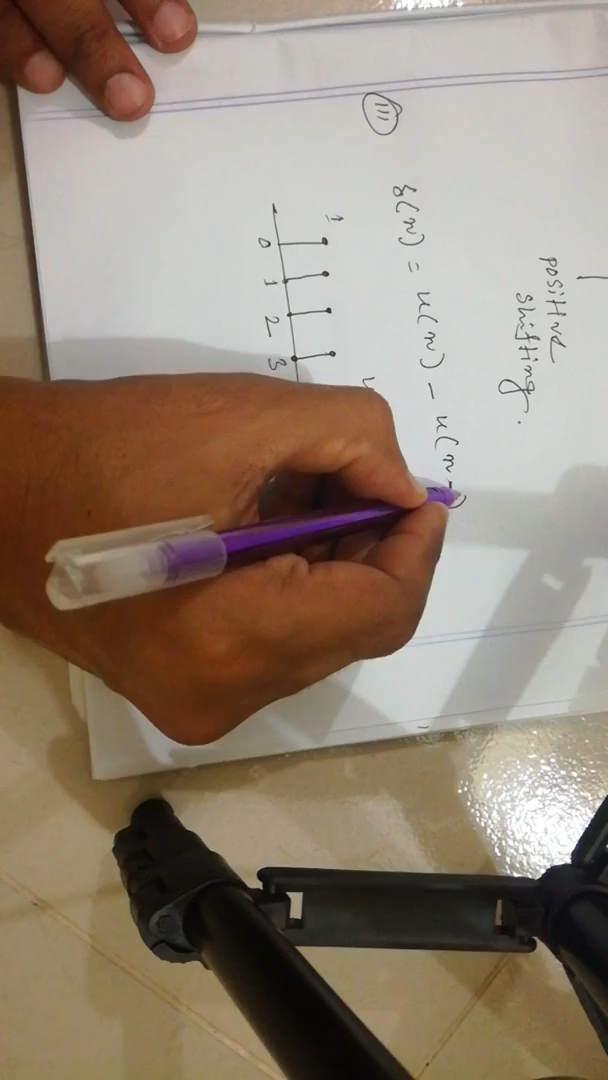 positive
shifting.
(iii)
δ(n) = u(n) - u(n-
1
0 1 2 3
u